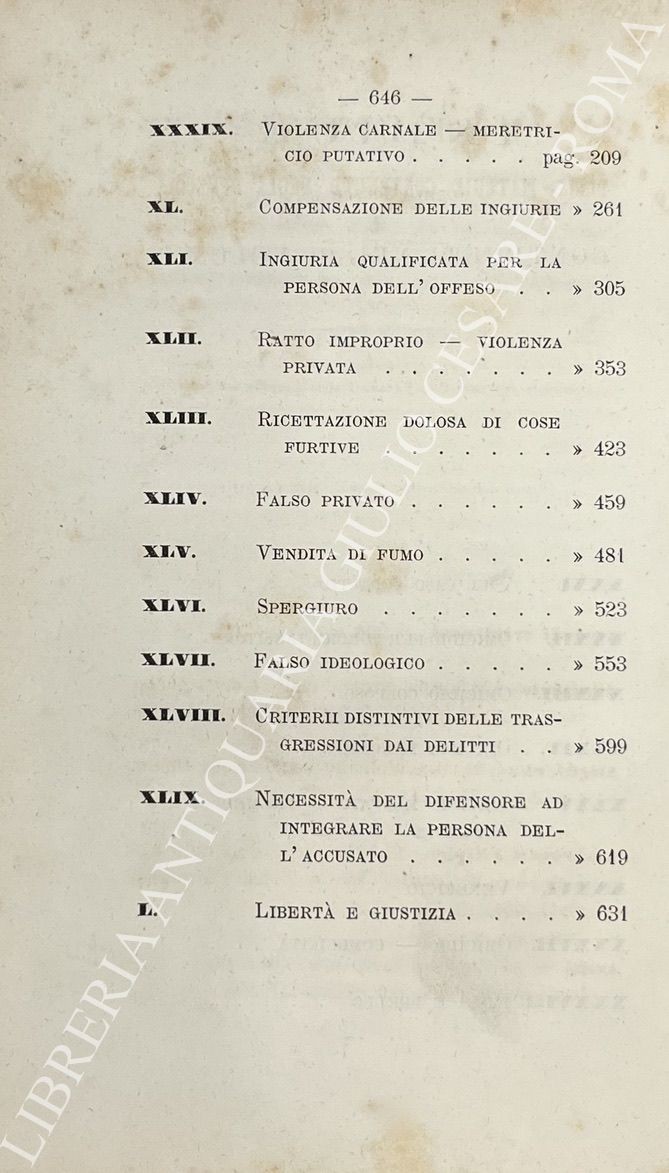 — 646 —
XXXIX. VIOLENZA CARNALE — MERETRI-
CIO PUTATIVO . . . . . pag. 209
XL. COMPENSAZIONE DELLE INGIURIE » 261
XLI. INGIURIA QUALIFICATA PER LA
PERSONA DELL' OFFESO . . » 305
XLII. RATTO IMPROPRIO — VIOLENZA
PRIVATA . . . . . . . » 353
XLIII. RICETTAZIONE DOLOSA DI COSE
FURTIVE . . . . . . . » 423
XLIV. FALSO PRIVATO . . . . . . » 459
XLV. VENDITA DI FUMO . . . . . » 481
XLVI. SPERGIURO . . . . . . . » 523
XLVII. FALSO IDEOLOGICO . . . . . » 553
XLVIII. CRITERII DISTINTIVI DELLE TRAS-
GRESSIONI DAI DELITTI . . » 599
XLIX. NECESSITÀ DEL DIFENSORE AD
INTEGRARE LA PERSONA DEL-
L' ACCUSATO . . . . . . » 619
L. LIBERTÀ E GIUSTIZIA . . . . » 631
LIBRERIA ANTIQUARIA GIULIO CESARE - ROMA